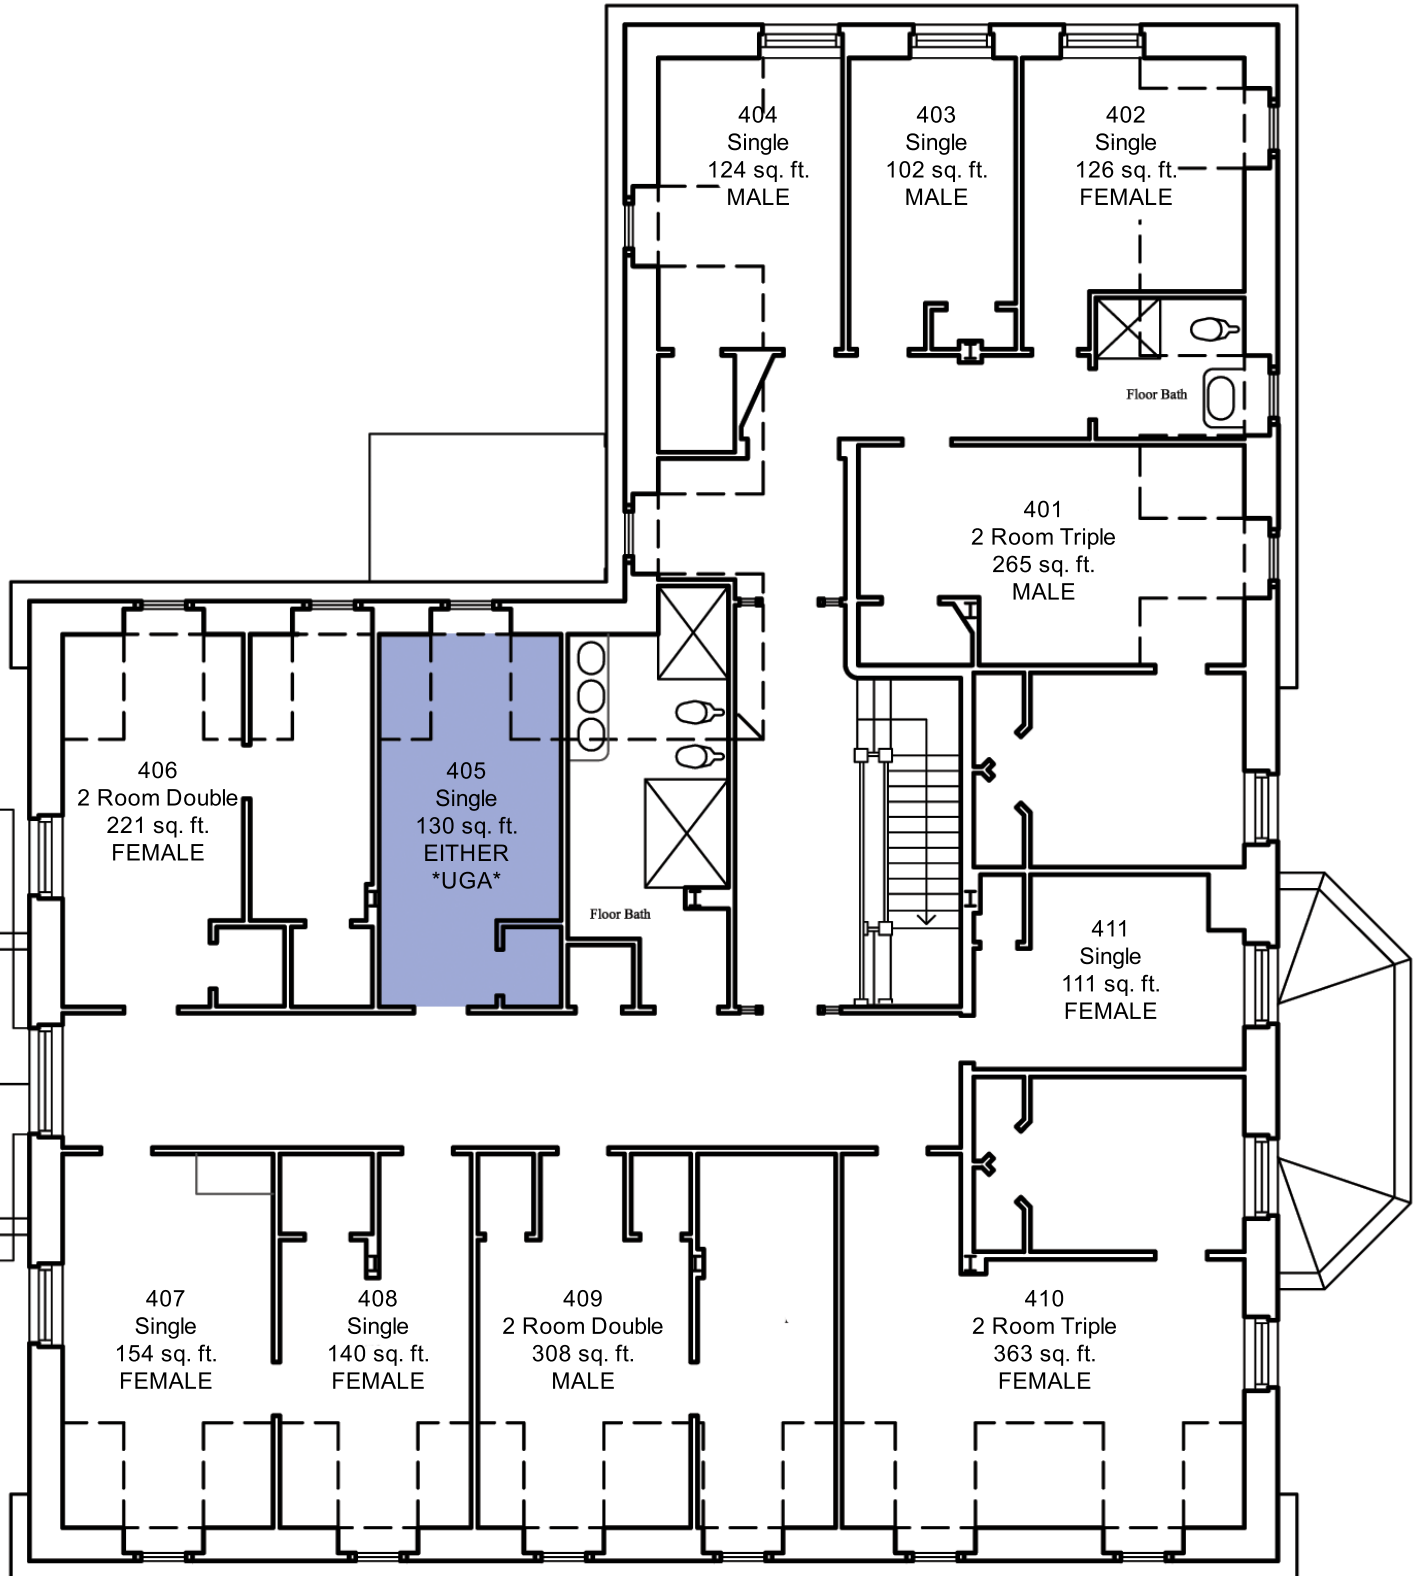 404
Single
124 sq. ft.
MALE
403
Single
102 sq. ft.
MALE
402
Single
126 sq. ft.
FEMALE
Floor Bath
401
2 Room Triple
265 sq. ft.
MALE
406
2 Room Double
221 sq. ft.
FEMALE
405
Single
130 sq. ft.
EITHER
*UGA*
Floor Bath
411
Single
111 sq. ft.
FEMALE
407
Single
154 sq. ft.
FEMALE
408
Single
140 sq. ft.
FEMALE
409
2 Room Double
308 sq. ft.
MALE
410
2 Room Triple
363 sq. ft.
FEMALE